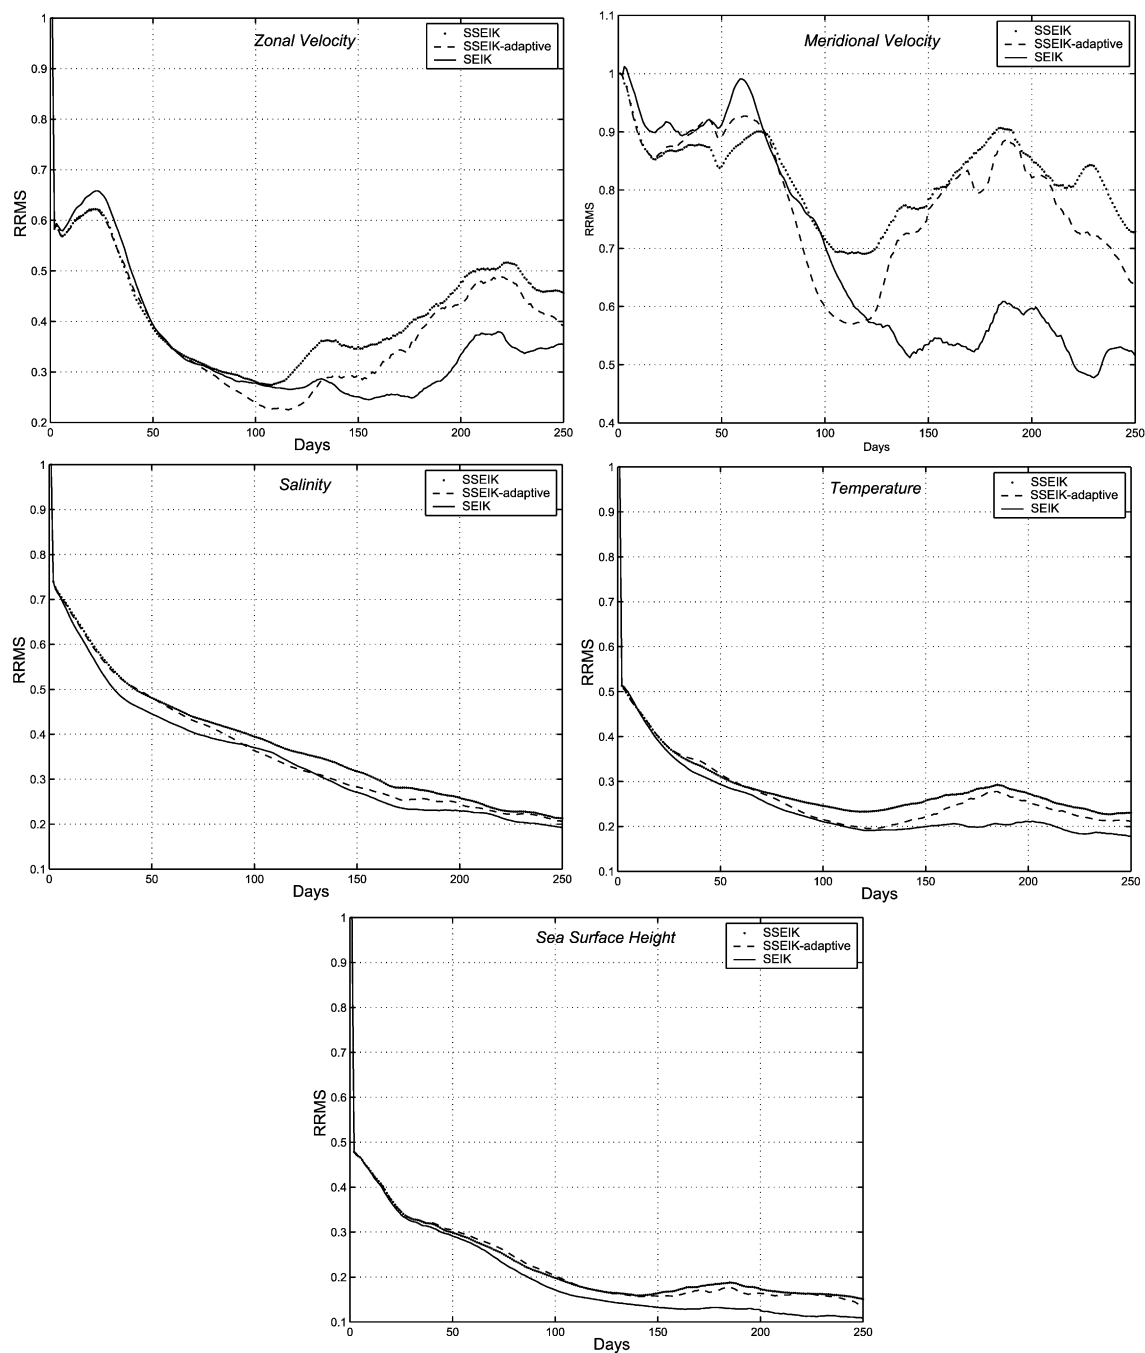 Zonal Velocity
SSEIK
SSEIK-adaptive
SEIK
1
0.9
0.8
0.7
0.6
0.5
0.4
0.3
0.2
RRMS
0 50 100 150 200 250
Days
Meridional Velocity
SSEIK
SSEIK-adaptive
SEIK
1.1
1
0.9
0.8
0.7
0.6
0.5
0.4
RRMS
0 50 100 150 200 250
Days
Salinity
SSEIK
SSEIK-adaptive
SEIK
1
0.9
0.8
0.7
0.6
0.5
0.4
0.3
0.2
0.1
RRMS
0 50 100 150 200 250
Days
Temperature
SSEIK
SSEIK-adaptive
SEIK
1
0.9
0.8
0.7
0.6
0.5
0.4
0.3
0.2
0.1
RRMS
0 50 100 150 200 250
Days
Sea Surface Height
SSEIK
SSEIK-adaptive
SEIK
1
0.9
0.8
0.7
0.6
0.5
0.4
0.3
0.2
0.1
RRMS
0 50 100 150 200 250
Days